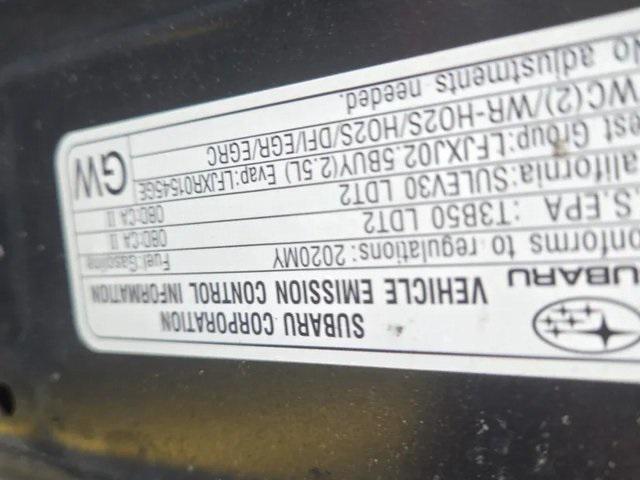 SUBARU CORPORATION
UBARU VEHICLE EMISSION CONTROL INFORMATION
onforms to regulations: 2020MY Fuel:Gasoline
.S.EPA :T3B50 LDT2 OBD:CA II
alifornia:SULEV30 LDT2 OBD:CA II
est Group:LFJXJ02.5BUY(2.5L) Evap:LFJXR01545GE
WC(2)/WR-HO2S/HO2S/DFI/EGR/EGRC
No adjustments needed.
GW